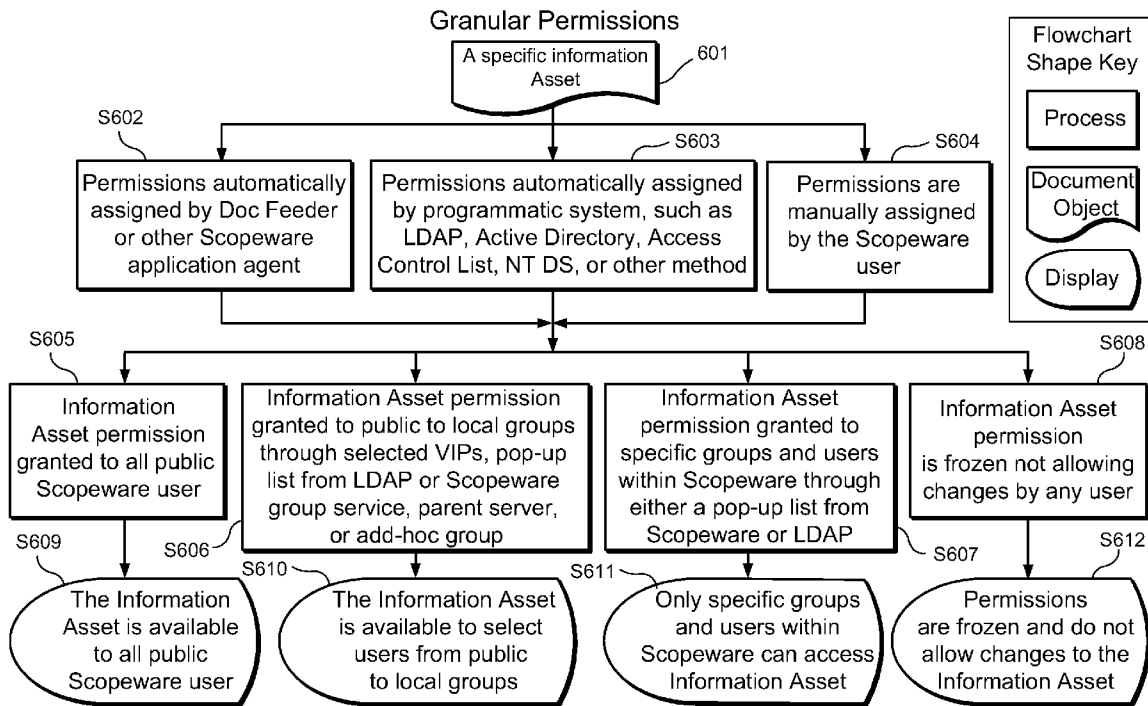 Granular Permissions
A specific information
Asset
601
Flowchart
Shape Key
Process
Document
Object
Display
S602
Permissions automatically
assigned by Doc Feeder
or other Scopeware
application agent
S603
Permissions automatically assigned
by programmatic system, such as
LDAP, Active Directory, Access
Control List, NT DS, or other method
S604
Permissions are
manually assigned
by the Scopeware
user
S605
Information
Asset permission
granted to all public
Scopeware user
Information Asset permission
granted to public to local groups
through selected VIPs, pop-up
list from LDAP or Scopeware
group service, parent server,
or add-hoc group
S606
Information Asset
permission granted to
specific groups and users
within Scopeware through
either a pop-up list from
Scopeware or LDAP
S607
S608
Information Asset
permission
is frozen not allowing
changes by any user
S609
The Information
Asset is available
to all public
Scopeware user
S610
The Information Asset
is available to select
users from public
to local groups
S611
Only specific groups
and users within
Scopeware can access
Information Asset
S612
Permissions
are frozen and do not
allow changes to the
Information Asset